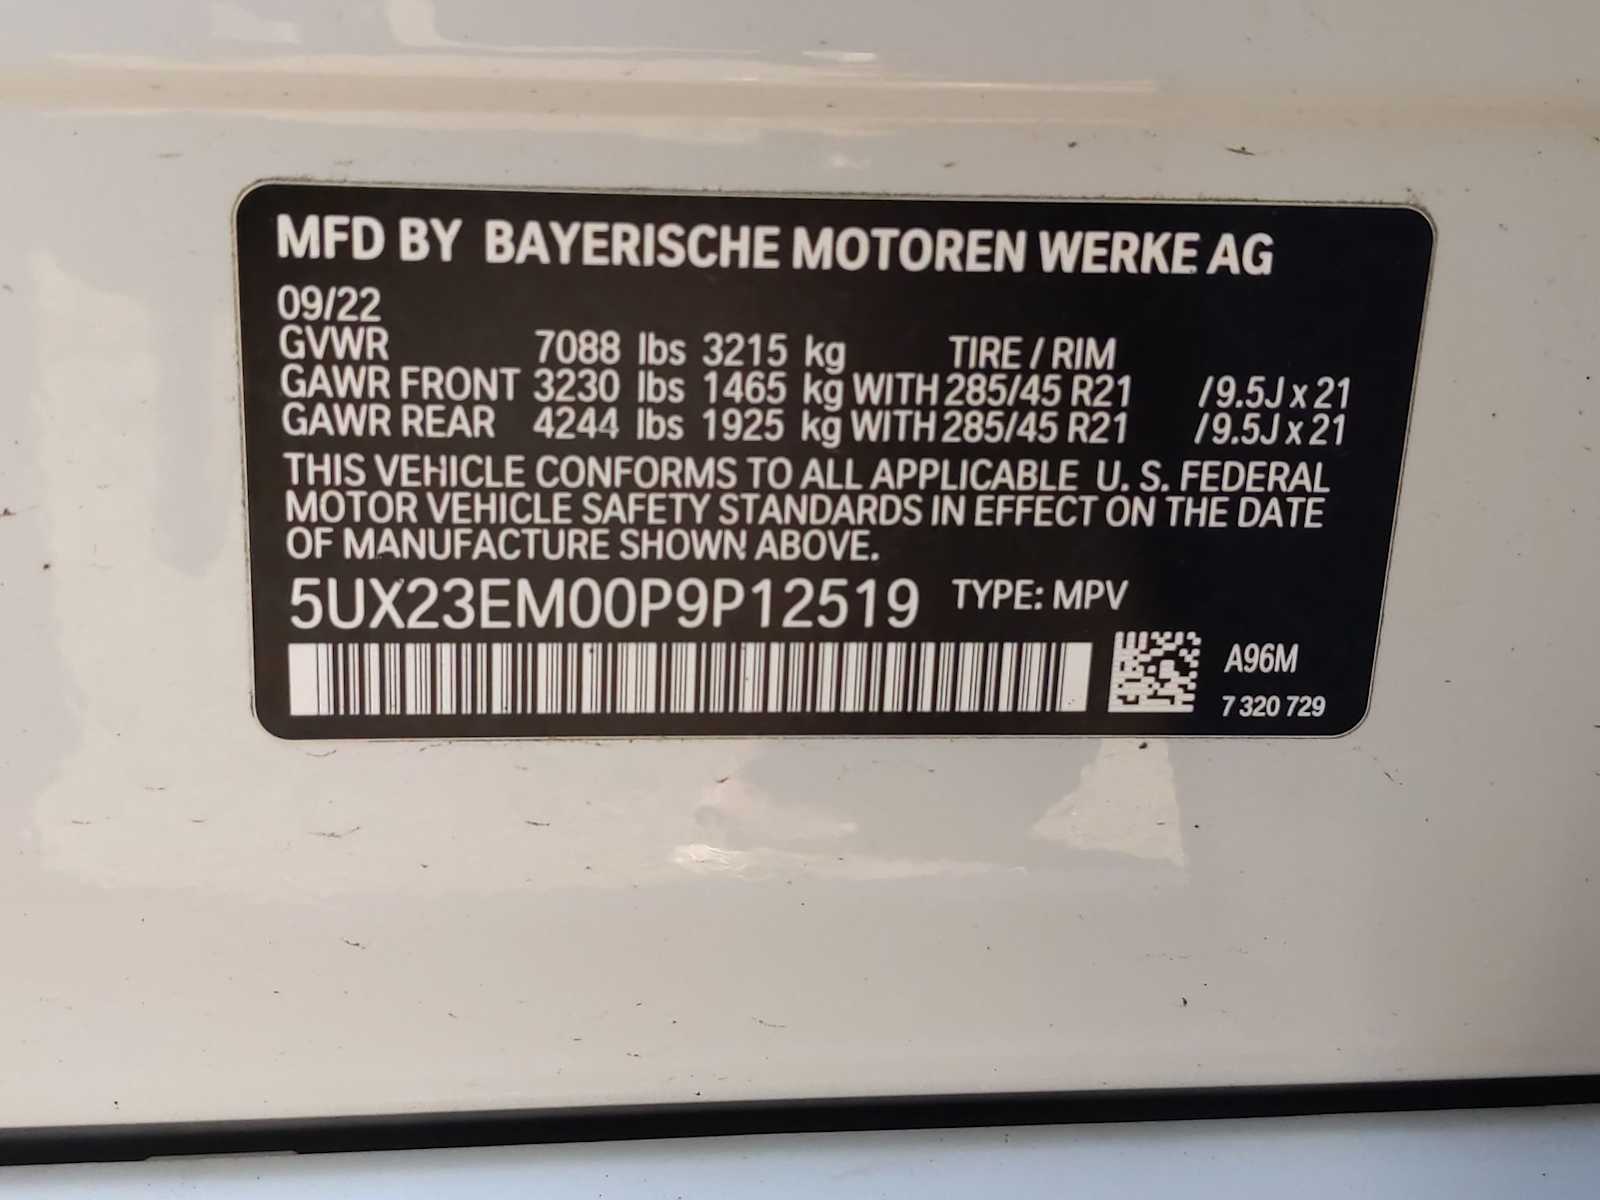 MFD BY BAYERISCHE MOTOREN WERKE AG
09/22
GVWR 7088 lbs 3215 kg TIRE / RIM
GAWR FRONT 3230 lbs 1465 kg WITH 285/45 R21 /9.5J x 21
GAWR REAR 4244 lbs 1925 kg WITH 285/45 R21 /9.5J x 21
THIS VEHICLE CONFORMS TO ALL APPLICABLE U. S. FEDERAL
MOTOR VEHICLE SAFETY STANDARDS IN EFFECT ON THE DATE
OF MANUFACTURE SHOWN ABOVE.
5UX23EM00P9P12519 TYPE: MPV
A96M
7 320 729